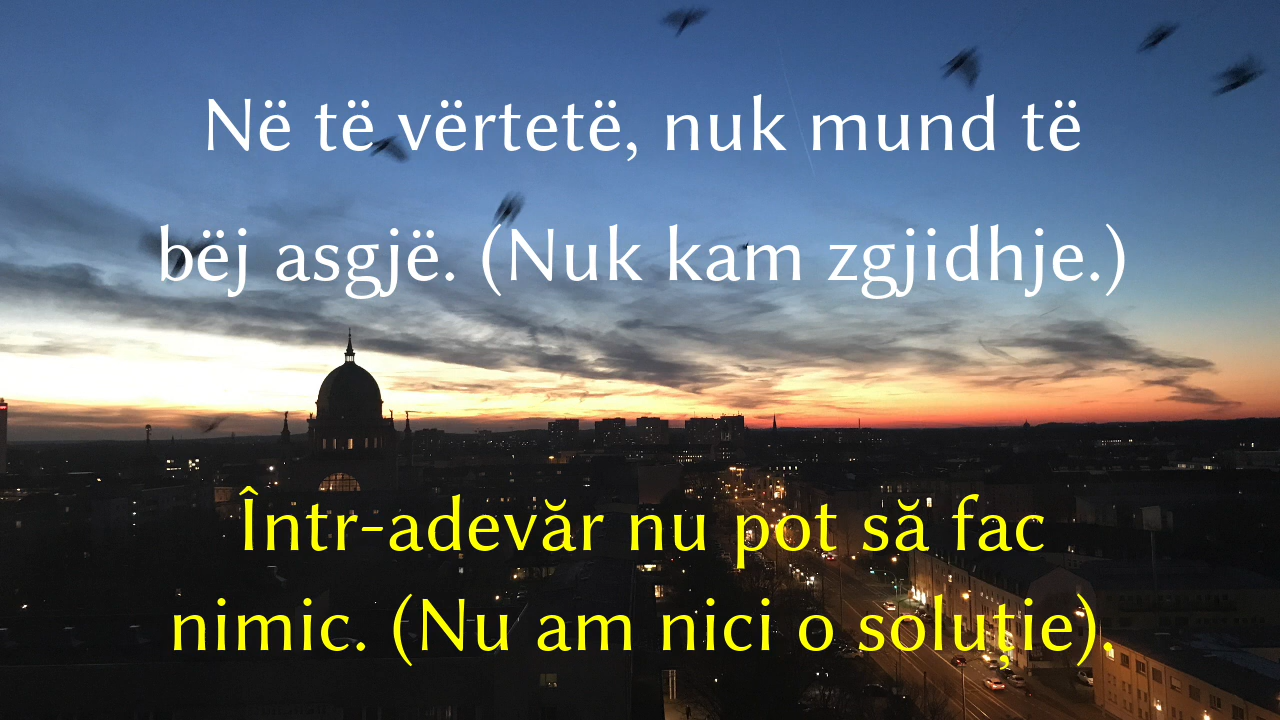 Në të vërtetë, nuk mund të
bëj asgjë. (Nuk kam zgjidhje.)
Într-adevăr nu pot să fac
nimic. (Nu am nici o soluție).